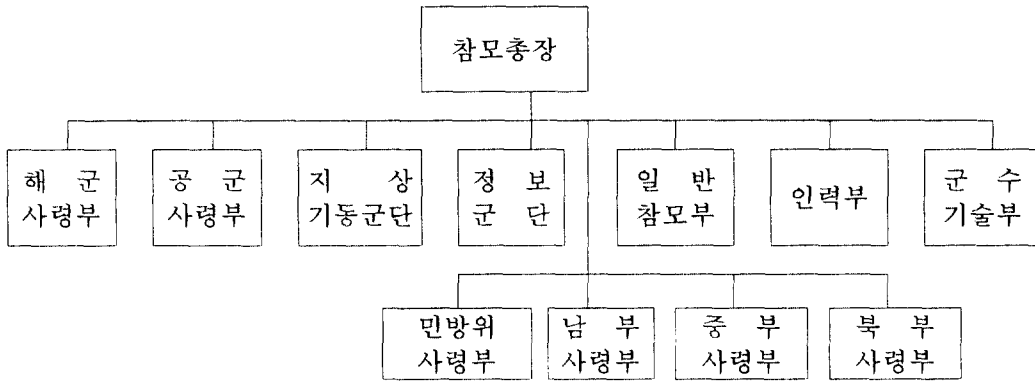 참모총장
해 군
사령부
공 군
사령부
지 상
기동군단
정 보
군 단
일 반
참모부
인력부
군 수
기술부
민방위
사령부
남 부
사령부
중 부
사령부
북 부
사령부